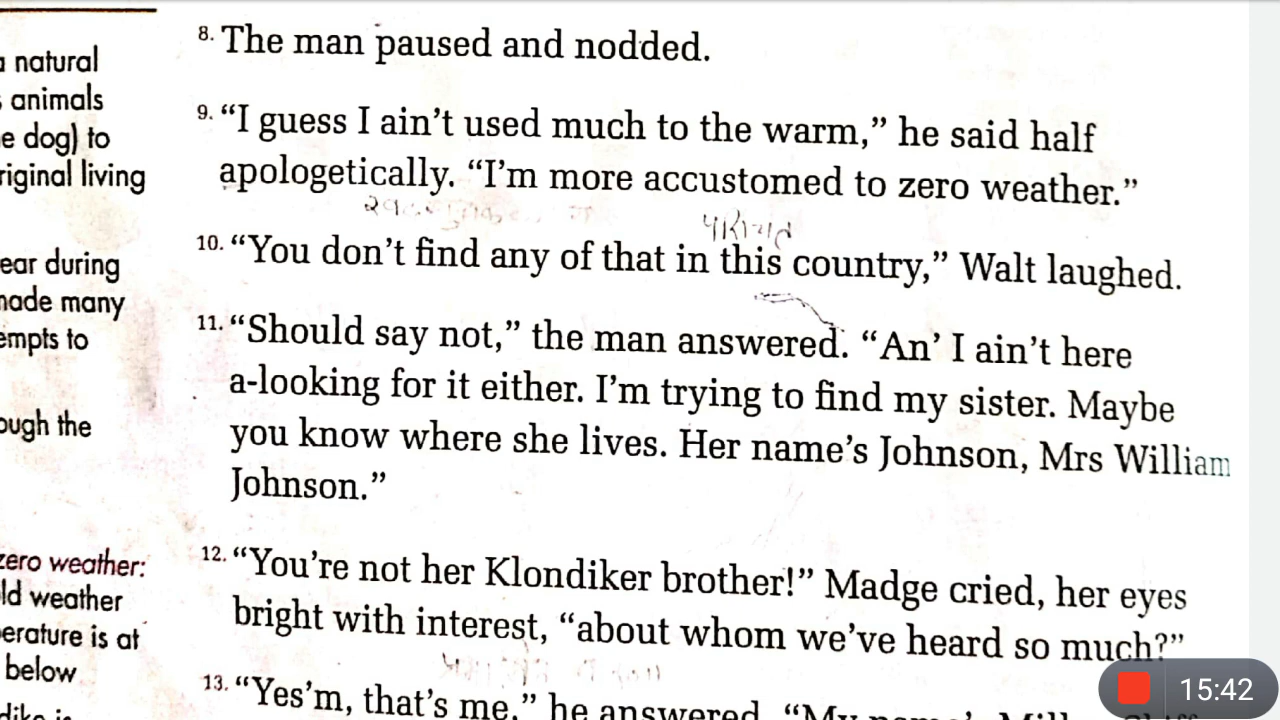 a natural
animals
e dog) to
riginal living
ear during
made many
empts to
ough the
zero weather:
ld weather
erature is at
below
8. The man paused and nodded.
9. “I guess I ain’t used much to the warm,” he said half
apologetically. “I’m more accustomed to zero weather.”
10. “You don’t find any of that in this country,” Walt laughed.
11. “Should say not,” the man answered. “An’ I ain’t here
a-looking for it either. I’m trying to find my sister. Maybe
you know where she lives. Her name’s Johnson, Mrs William
Johnson.”
12. “You’re not her Klondiker brother!” Madge cried, her eyes
bright with interest, “about whom we’ve heard so much?”
13. “Yes’m, that’s me,” he answered. “My name’s
15:42